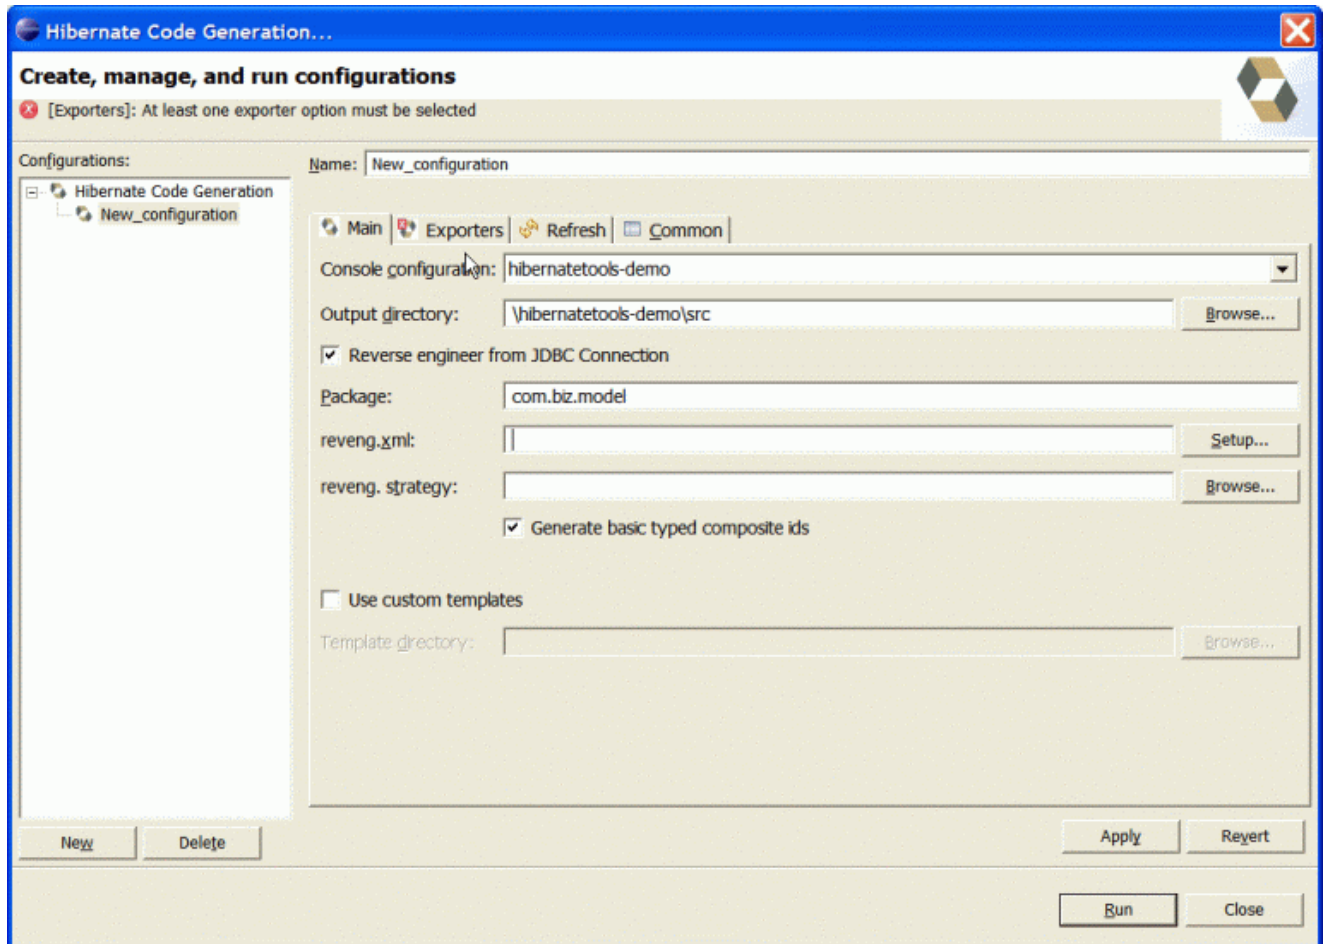 Hibernate Code Generation...
Create, manage, and run configurations
[Exporters]: At least one exporter option must be selected
Configurations:
Hibernate Code Generation
New_configuration
Name: New_configuration
Main Exporters Refresh Common
Console configuration: hibernatetools-demo
Output directory: \hibernatetools-demo\src Browse...
Reverse engineer from JDBC Connection
Package: com.biz.model
reveng.xml: Setup...
reveng. strategy: Browse...
Generate basic typed composite ids
Use custom templates
Template directory: Browse...
New Delete
Apply Revert
Run Close